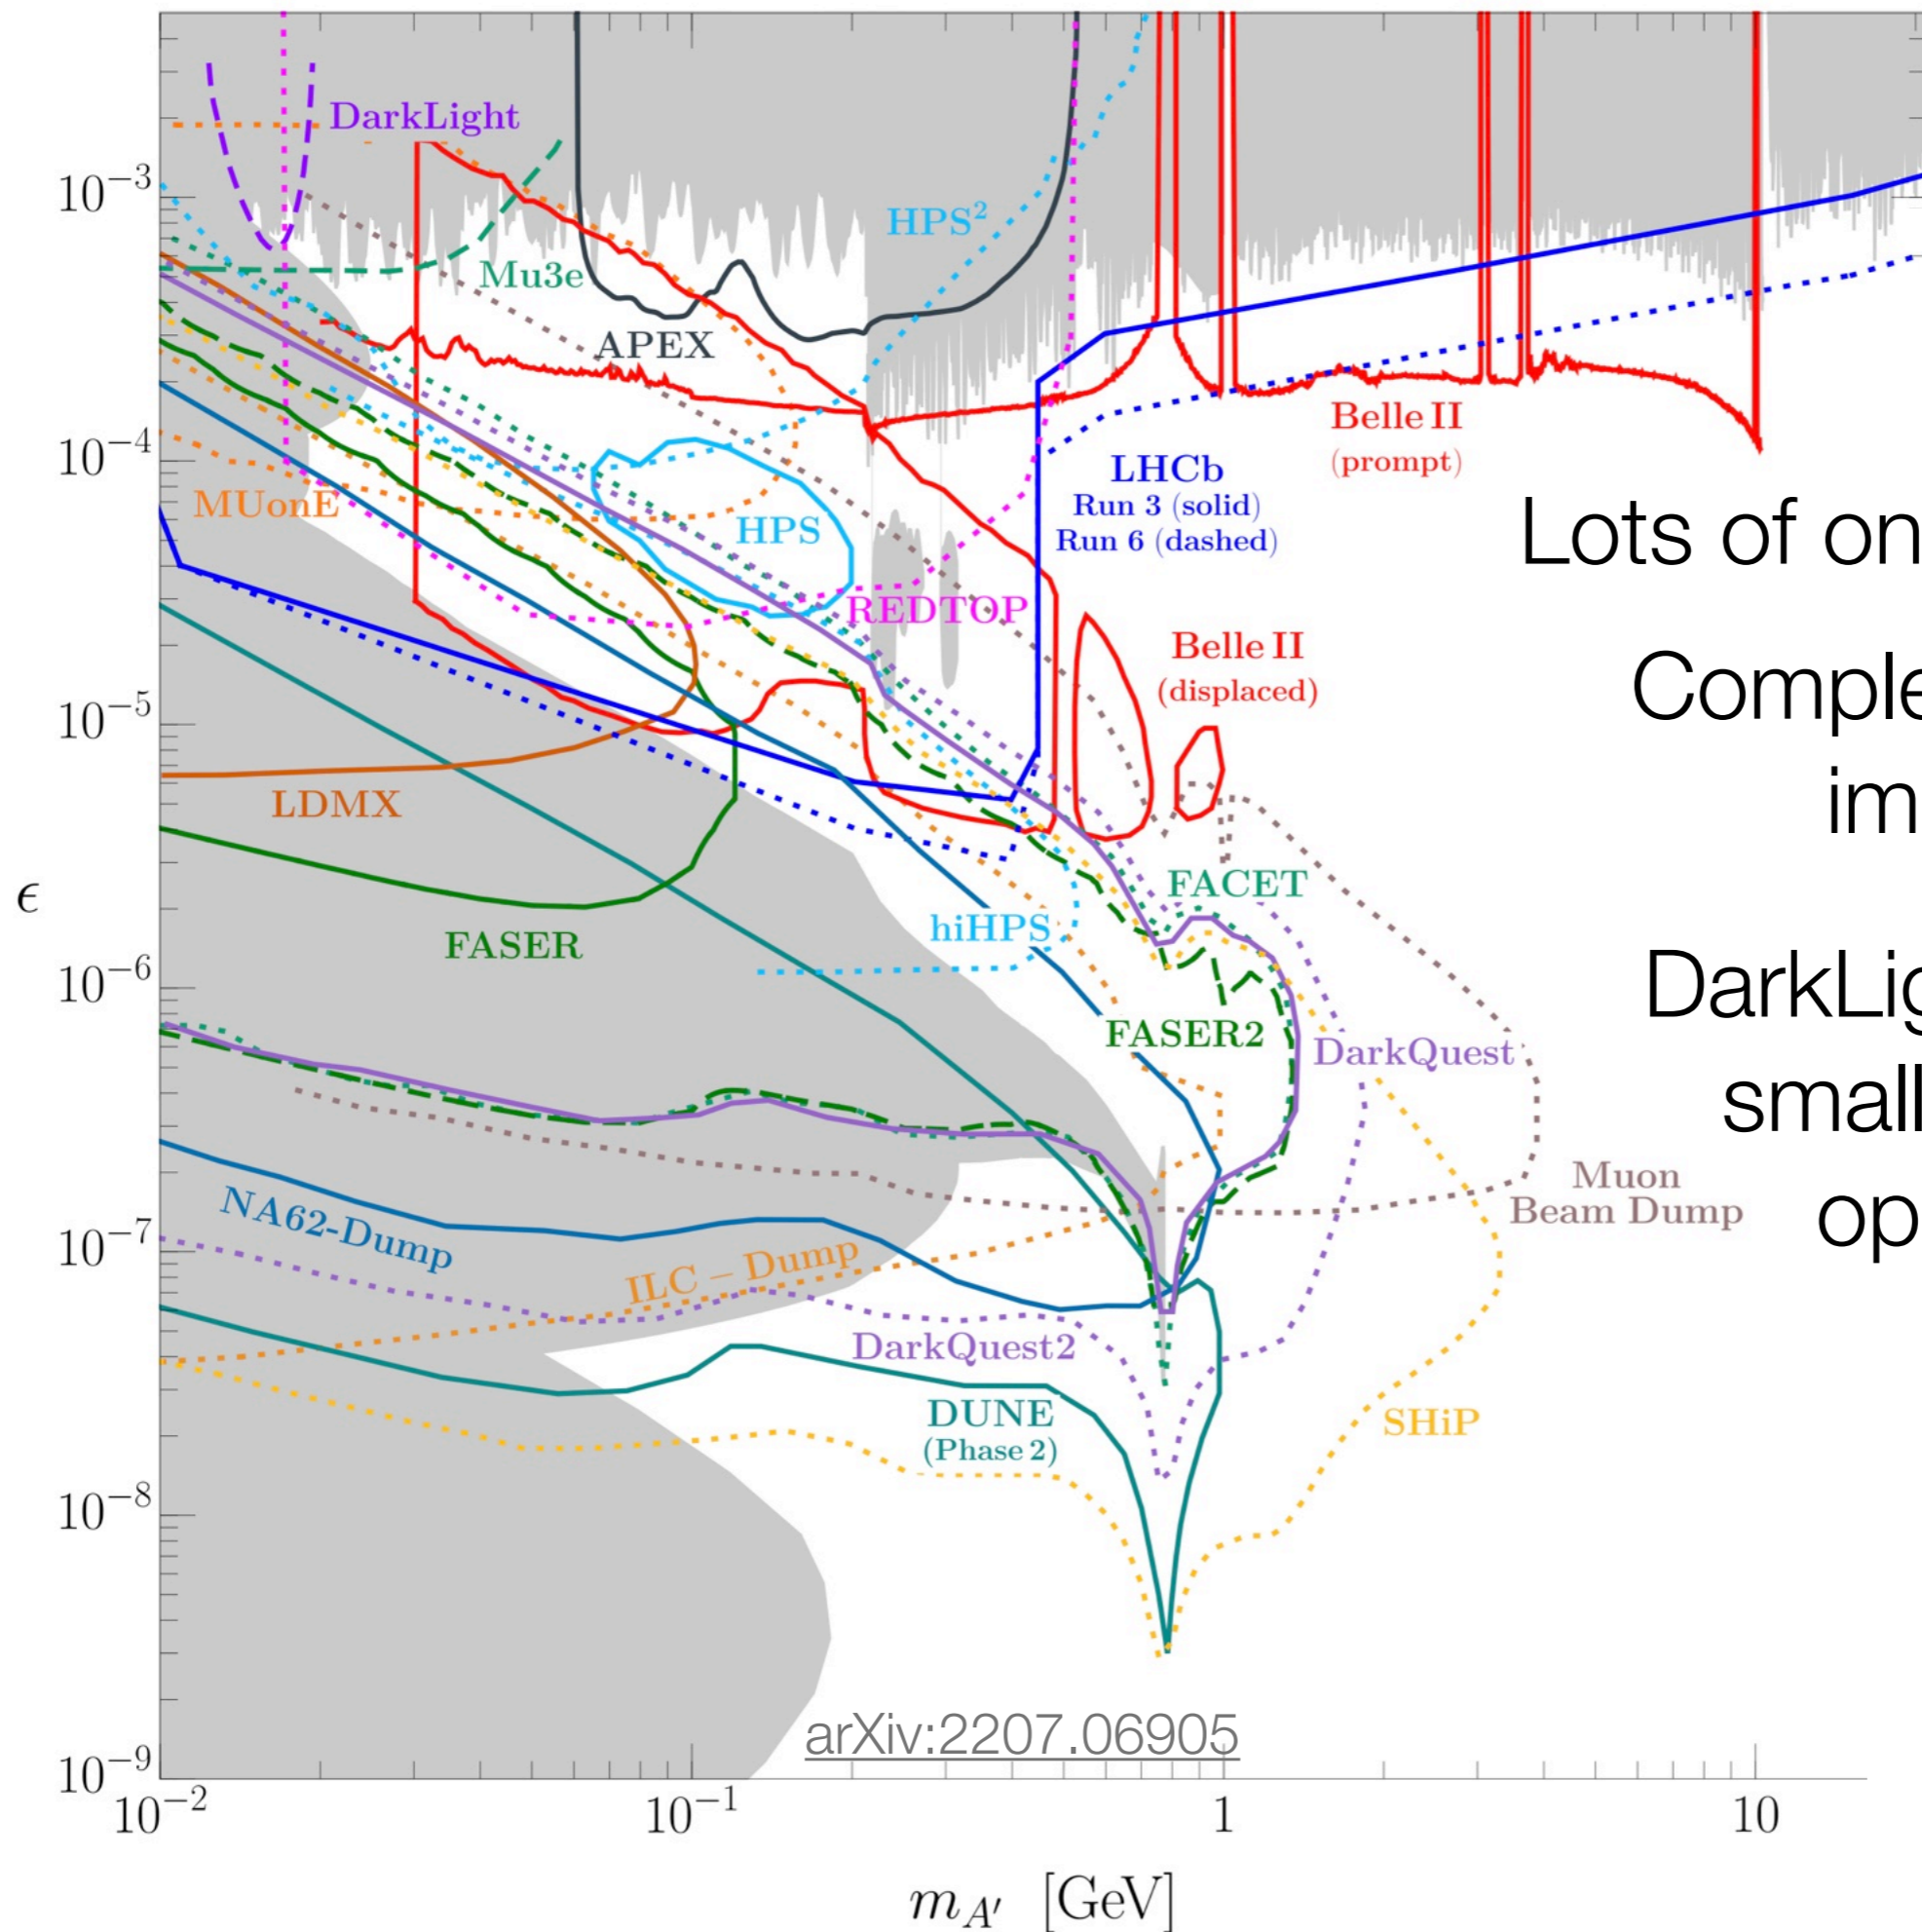 DarkLight
10⁻³
HPS²
Mu3e
APEX
Belle II
(prompt)
10⁻⁴
LHCb
Run 3 (solid)
Run 6 (dashed)
MUonE
HPS
Lots of on
REDTOP
Belle II
(displaced)
Comple
10⁻⁵
LDMX
im
ϵ
FACET
hiHPS
FASER
10⁻⁶
DarkLig
FASER2
DarkQuest
small
Muon
Beam Dump
NA62-Dump
op
10⁻⁷
ILC – Dump
DarkQuest2
DUNE
(Phase 2)
SHiP
10⁻⁸
arXiv:2207.06905
10⁻⁹
10⁻² 10⁻¹ 1 10
m_A′ [GeV]